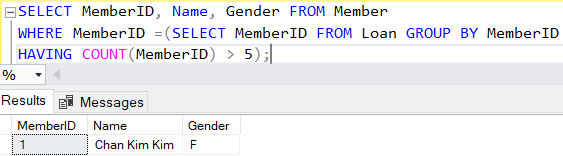 SELECT MemberID, Name, Gender FROM Member
WHERE MemberID =(SELECT MemberID FROM Loan GROUP BY MemberID
HAVING COUNT(MemberID) > 5);
%
Results Messages
MemberID Name Gender
1 Chan Kim Kim F